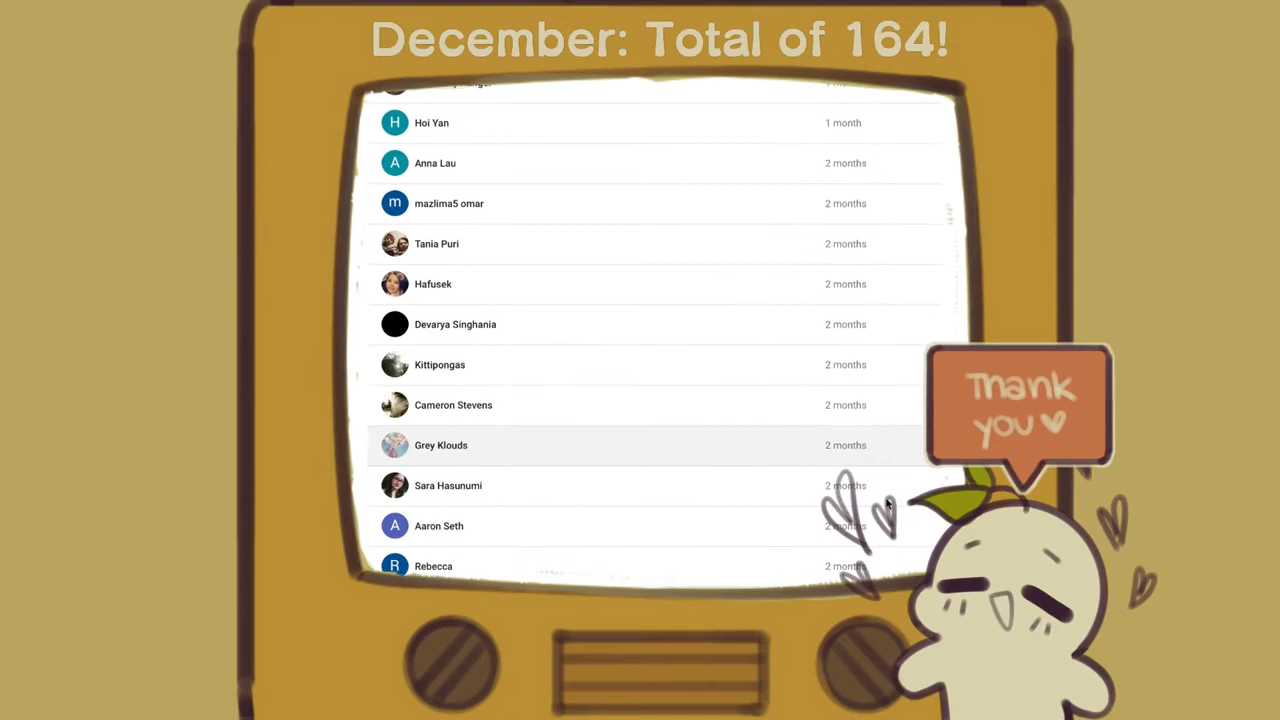 December: Total of 164!
H Hoi Yan 1 month
A Anna Lau 2 months
m mazlima5 omar 2 months
Tania Puri 2 months
Hafusek 2 months
Devarya Singhania 2 months
Kittipongas 2 months
Cameron Stevens 2 months
Grey Klouds 2 months
Sara Hasunumi 2 months
A Aaron Seth 2 months
R Rebecca 2 months
Thank
you